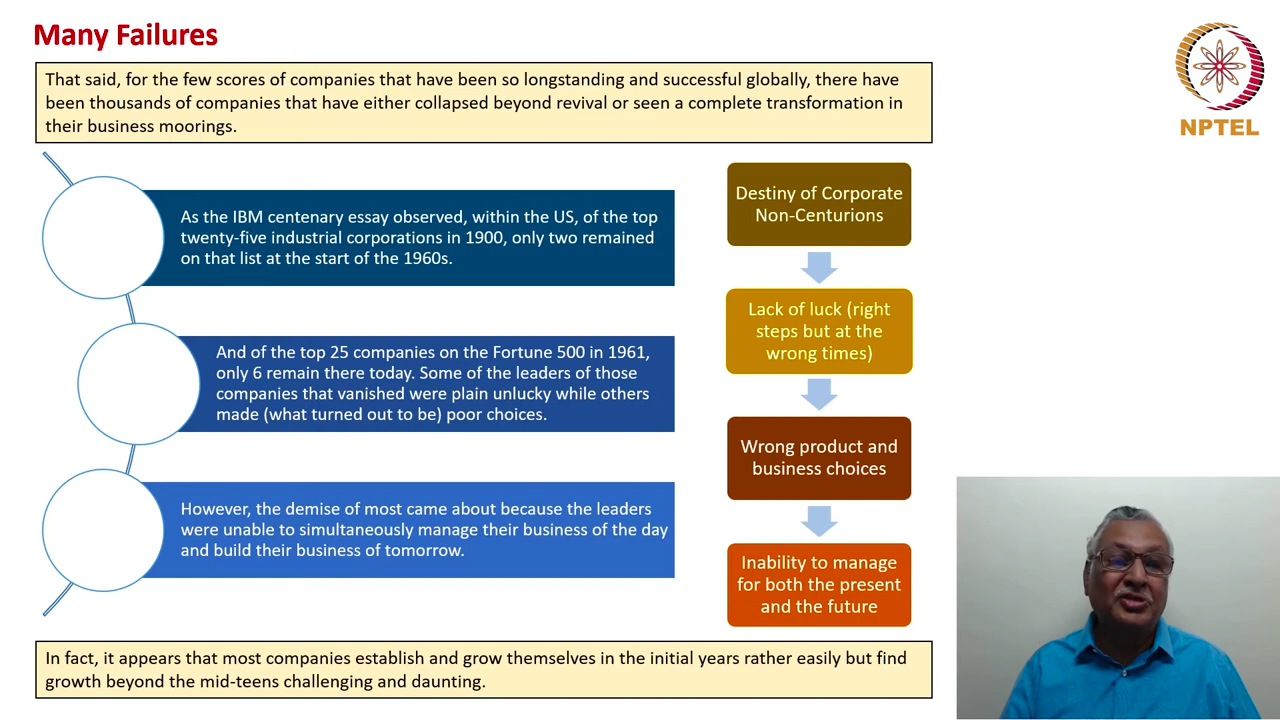 Many Failures
That said, for the few scores of companies that have been so longstanding and successful globally, there have
been thousands of companies that have either collapsed beyond revival or seen a complete transformation in
their business moorings.
NPTEL
As the IBM centenary essay observed, within the US, of the top
twenty-five industrial corporations in 1900, only two remained
on that list at the start of the 1960s.
And of the top 25 companies on the Fortune 500 in 1961,
only 6 remain there today. Some of the leaders of those
companies that vanished were plain unlucky while others
made (what turned out to be) poor choices.
However, the demise of most came about because the leaders
were unable to simultaneously manage their business of the day
and build their business of tomorrow.
Destiny of Corporate
Non-Centurions
Lack of luck (right
steps but at the
wrong times)
Wrong product and
business choices
Inability to manage
for both the present
and the future
In fact, it appears that most companies establish and grow themselves in the initial years rather easily but find
growth beyond the mid-teens challenging and daunting.